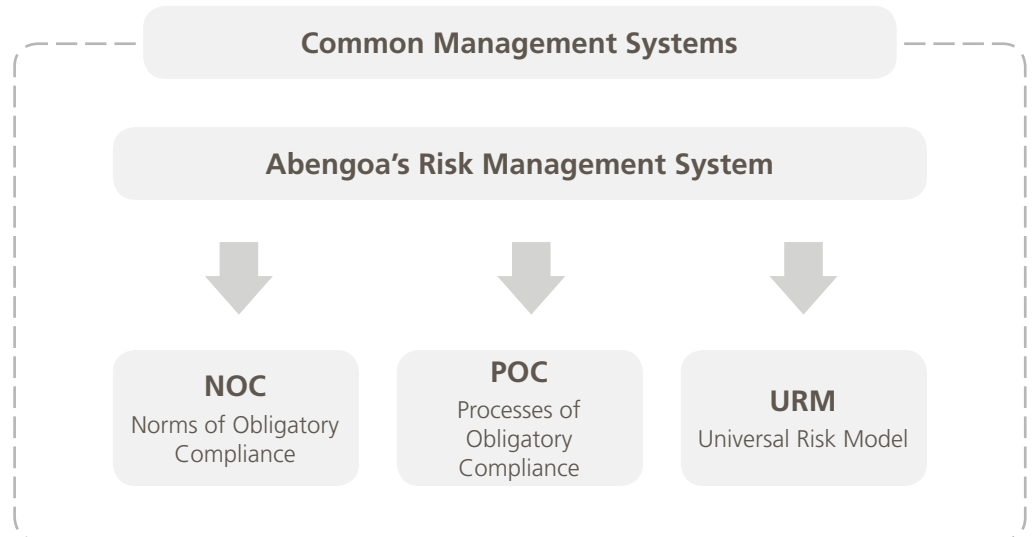 Common Management Systems
Abengoa’s Risk Management System
NOC
Norms of Obligatory
Compliance
POC
Processes of
Obligatory
Compliance
URM
Universal Risk Model